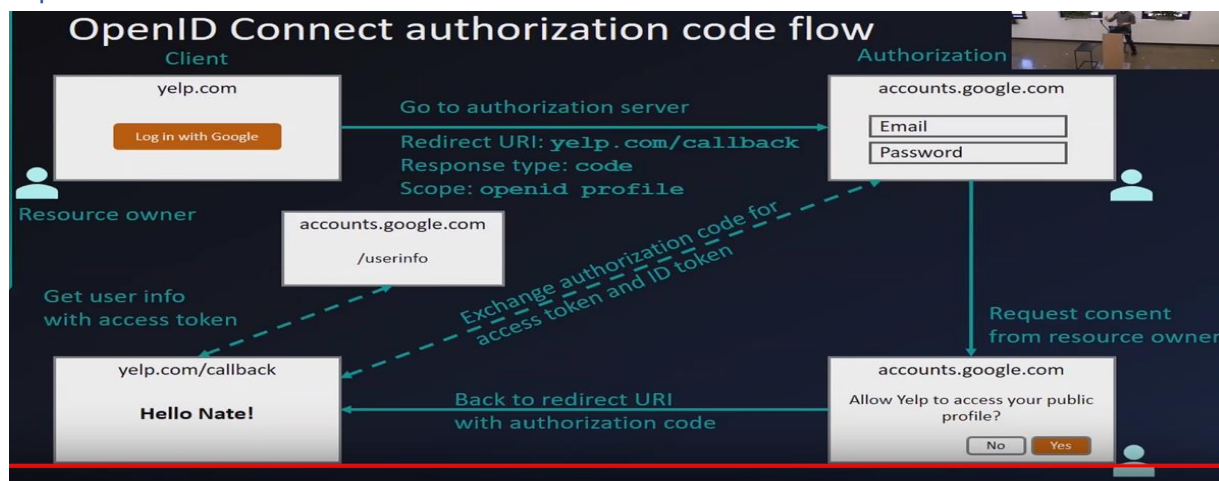 OpenID Connect authorization code flow
Client
yelp.com
Log in with Google
Resource owner
Go to authorization server
Redirect URI: yelp.com/callback
Response type: code
Scope: openid profile
Authorization
accounts.google.com
Email
Password
accounts.google.com
/userinfo
Exchange authorization code for
access token and ID token
Get user info
with access token
Request consent
from resource owner
yelp.com/callback
Hello Nate!
Back to redirect URI
with authorization code
accounts.google.com
Allow Yelp to access your public
profile?
No
Yes